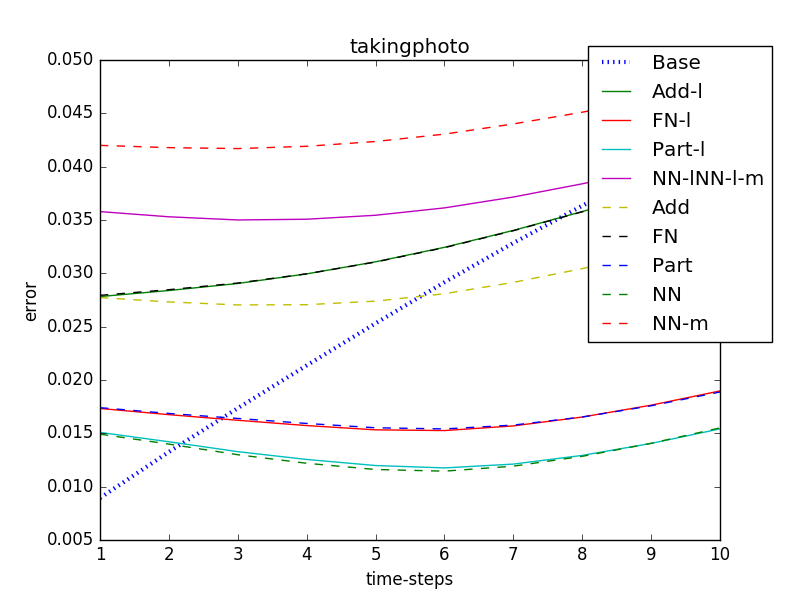 takingphoto
0.050
0.045
0.040
0.035
0.030
0.025
0.020
0.015
0.010
0.005
error
1 2 3 4 5 6 7 8 9 10
time-steps
Base
Add-l
FN-l
Part-l
NN-lNN-l-m
Add
FN
Part
NN
NN-m